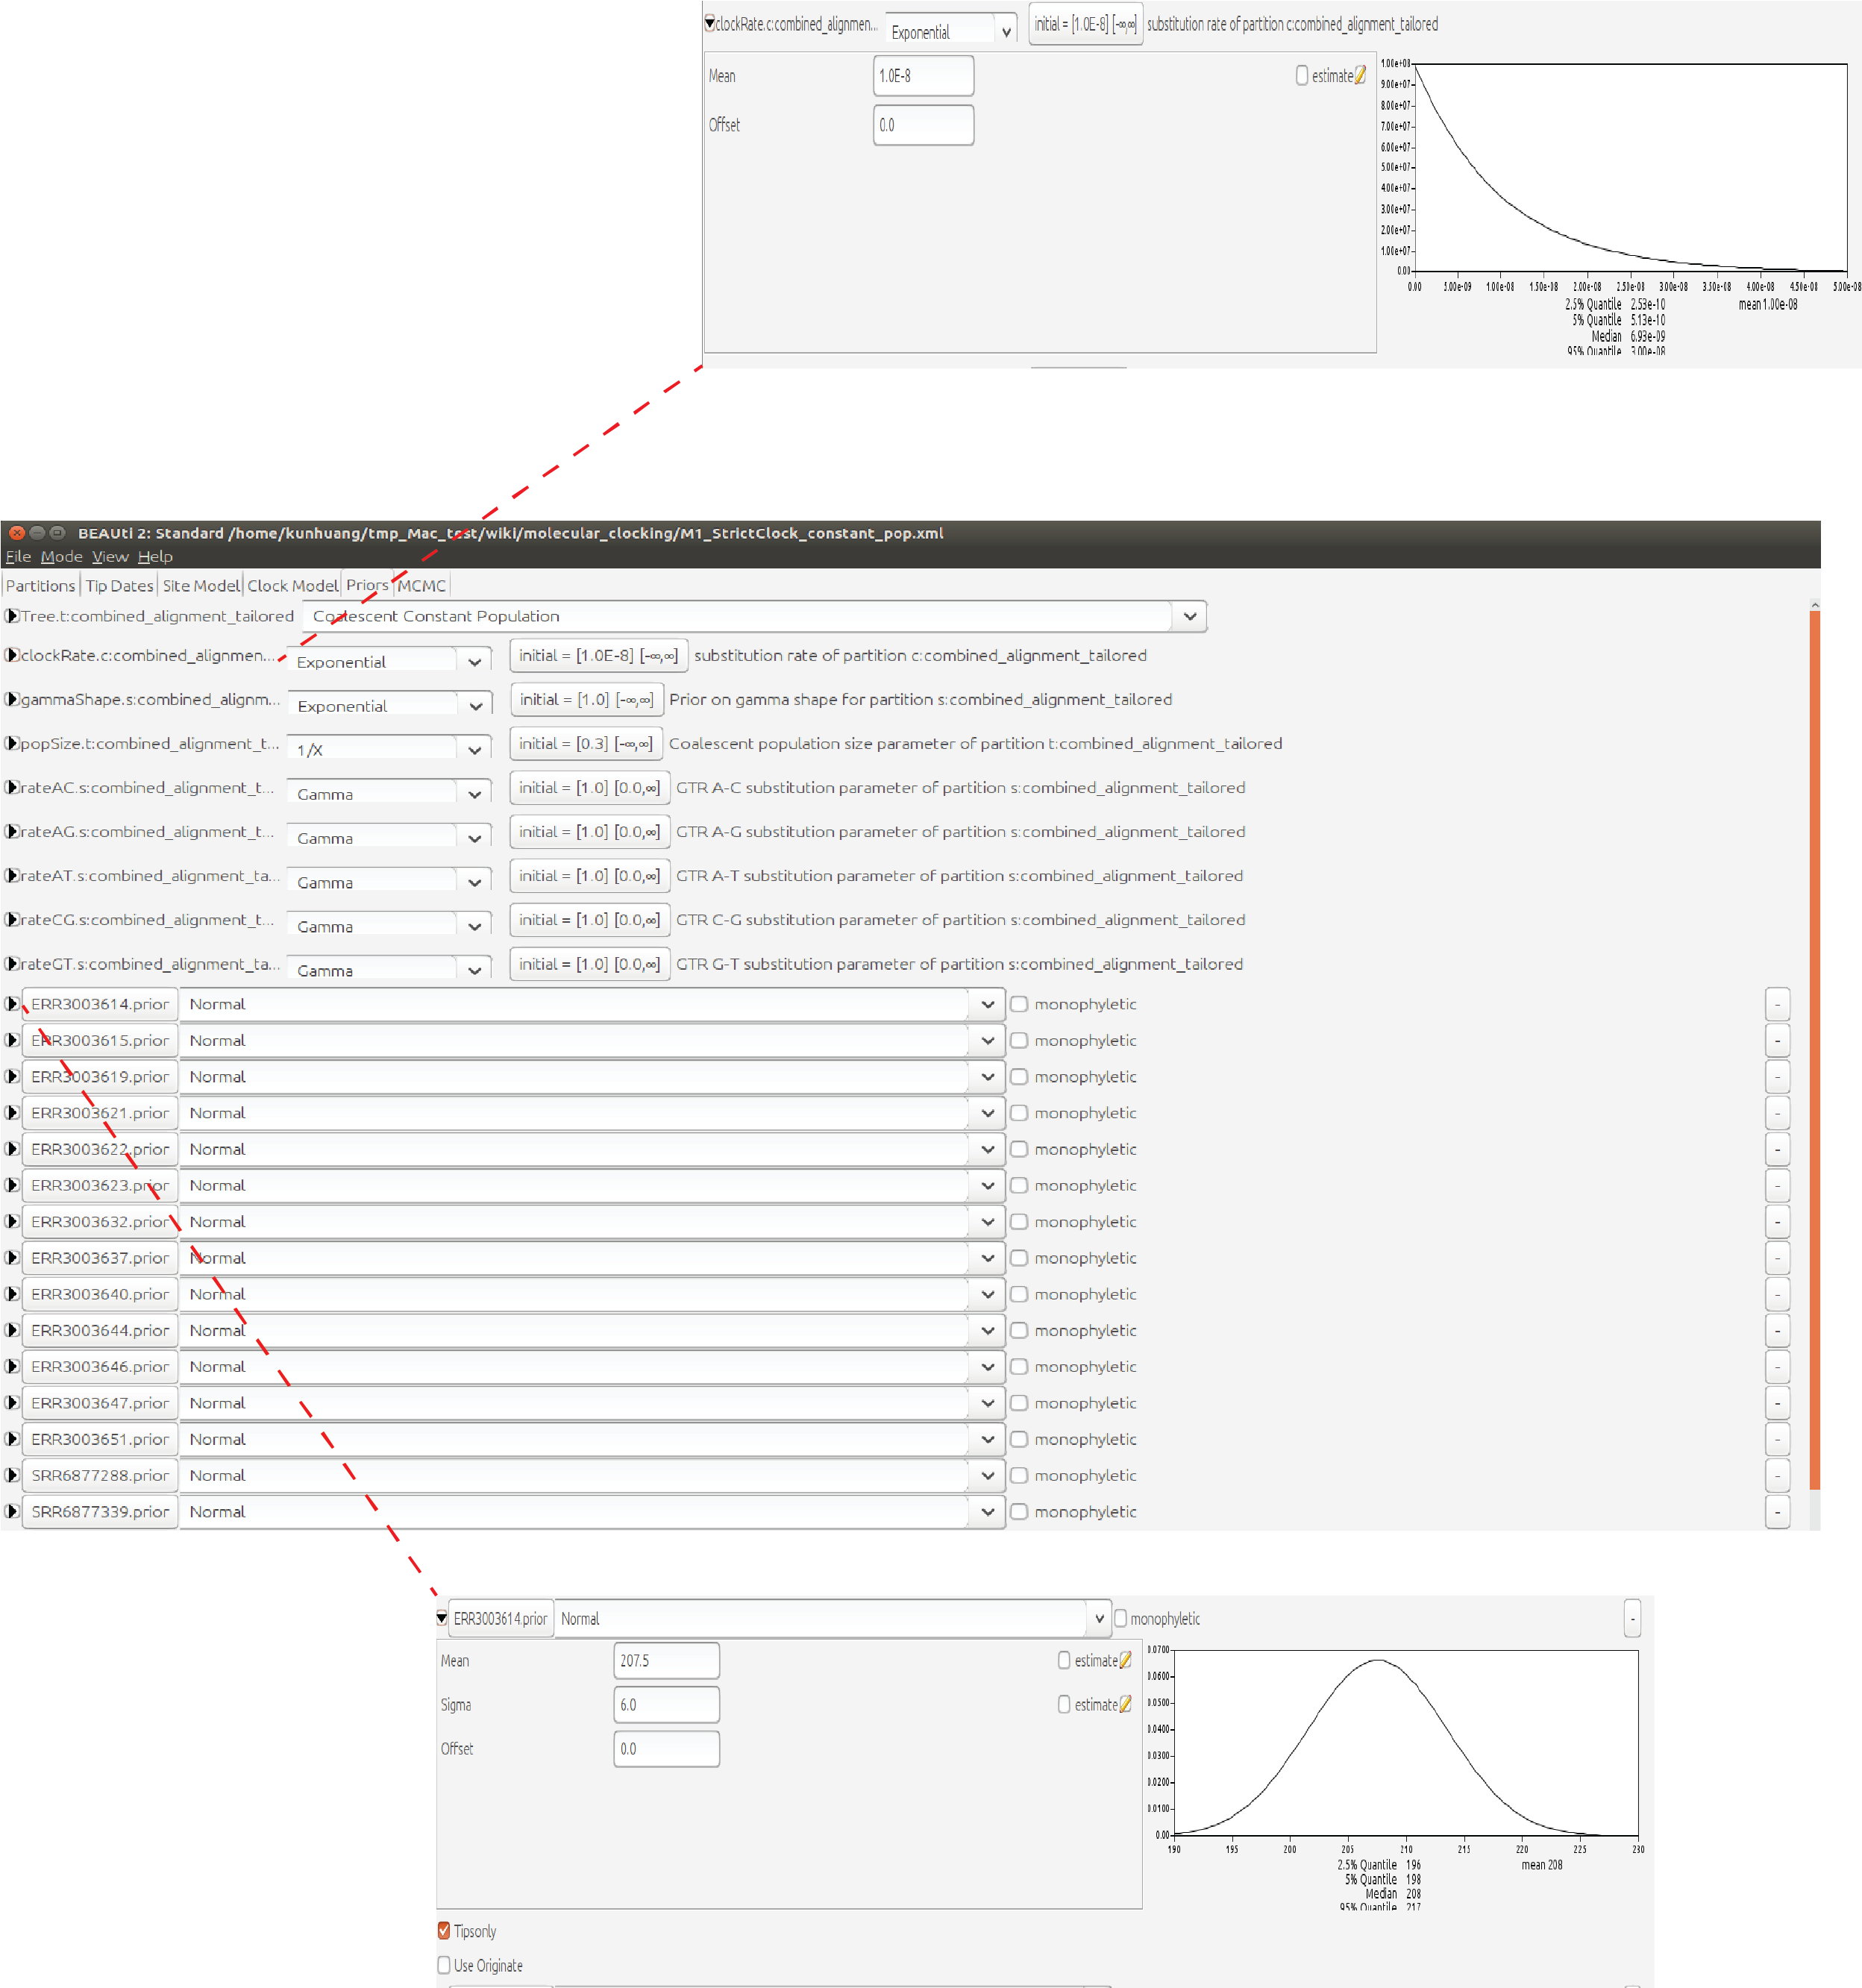 clockRate.c:combined_alignmen... Exponential initial = [1.0E-8] [-∞,∞] substitution rate of partition c:combined_alignment_tailored
Mean 1.0E-8 estimate
Offset 0.0
1.00e+08
9.00e+07
8.00e+07
7.00e+07
6.00e+07
5.00e+07
4.00e+07
3.00e+07
2.00e+07
1.00e+07
0.00
0.00 5.00e-09 1.00e-08 1.50e-08 2.00e-08 2.50e-08 3.00e-08 3.50e-08 4.00e-08 4.50e-08 5.00e-08
2.5% Quantile 2.53e-10 mean 1.00e-08
5% Quantile 5.13e-10
Median 6.93e-09
95% Quantile 3.00e-08
BEAUti 2: Standard /home/kunhuang/tmp_Mac_test/wiki/molecular_clocking/M1_StrictClock_constant_pop.xml
File Mode View Help
Partitions Tip Dates Site Model Clock Model Priors MCMC
Tree.t:combined_alignment_tailored Coalescent Constant Population
clockRate.c:combined_alignmen... Exponential initial = [1.0E-8] [-∞,∞] substitution rate of partition c:combined_alignment_tailored
gammaShape.s:combined_alignm... Exponential initial = [1.0] [-∞,∞] Prior on gamma shape for partition s:combined_alignment_tailored
popSize.t:combined_alignment_t... 1/X initial = [0.3] [-∞,∞] Coalescent population size parameter of partition t:combined_alignment_tailored
rateAC.s:combined_alignment_t... Gamma initial = [1.0] [0.0,∞] GTR A-C substitution parameter of partition s:combined_alignment_tailored
rateAG.s:combined_alignment_t... Gamma initial = [1.0] [0.0,∞] GTR A-G substitution parameter of partition s:combined_alignment_tailored
rateAT.s:combined_alignment_ta... Gamma initial = [1.0] [0.0,∞] GTR A-T substitution parameter of partition s:combined_alignment_tailored
rateCG.s:combined_alignment_t... Gamma initial = [1.0] [0.0,∞] GTR C-G substitution parameter of partition s:combined_alignment_tailored
rateGT.s:combined_alignment_ta... Gamma initial = [1.0] [0.0,∞] GTR G-T substitution parameter of partition s:combined_alignment_tailored
ERR3003614.prior Normal monophyletic -
ERR3003615.prior Normal monophyletic -
ERR3003619.prior Normal monophyletic -
ERR3003621.prior Normal monophyletic -
ERR3003622.prior Normal monophyletic -
ERR3003623.prior Normal monophyletic -
ERR3003632.prior Normal monophyletic -
ERR3003637.prior Normal monophyletic -
ERR3003640.prior Normal monophyletic -
ERR3003644.prior Normal monophyletic -
ERR3003646.prior Normal monophyletic -
ERR3003647.prior Normal monophyletic -
ERR3003651.prior Normal monophyletic -
SRR6877288.prior Normal monophyletic -
SRR6877339.prior Normal monophyletic -
ERR3003614.prior Normal monophyletic -
Mean 207.5 estimate
Sigma 6.0 estimate
Offset 0.0
0.0700
0.0600
0.0500
0.0400
0.0300
0.0200
0.0100
0.00
190 195 200 205 210 215 220 225 230
2.5% Quantile 196 mean 208
5% Quantile 198
Median 208
95% Quantile 217
Tipsonly
Use Originate